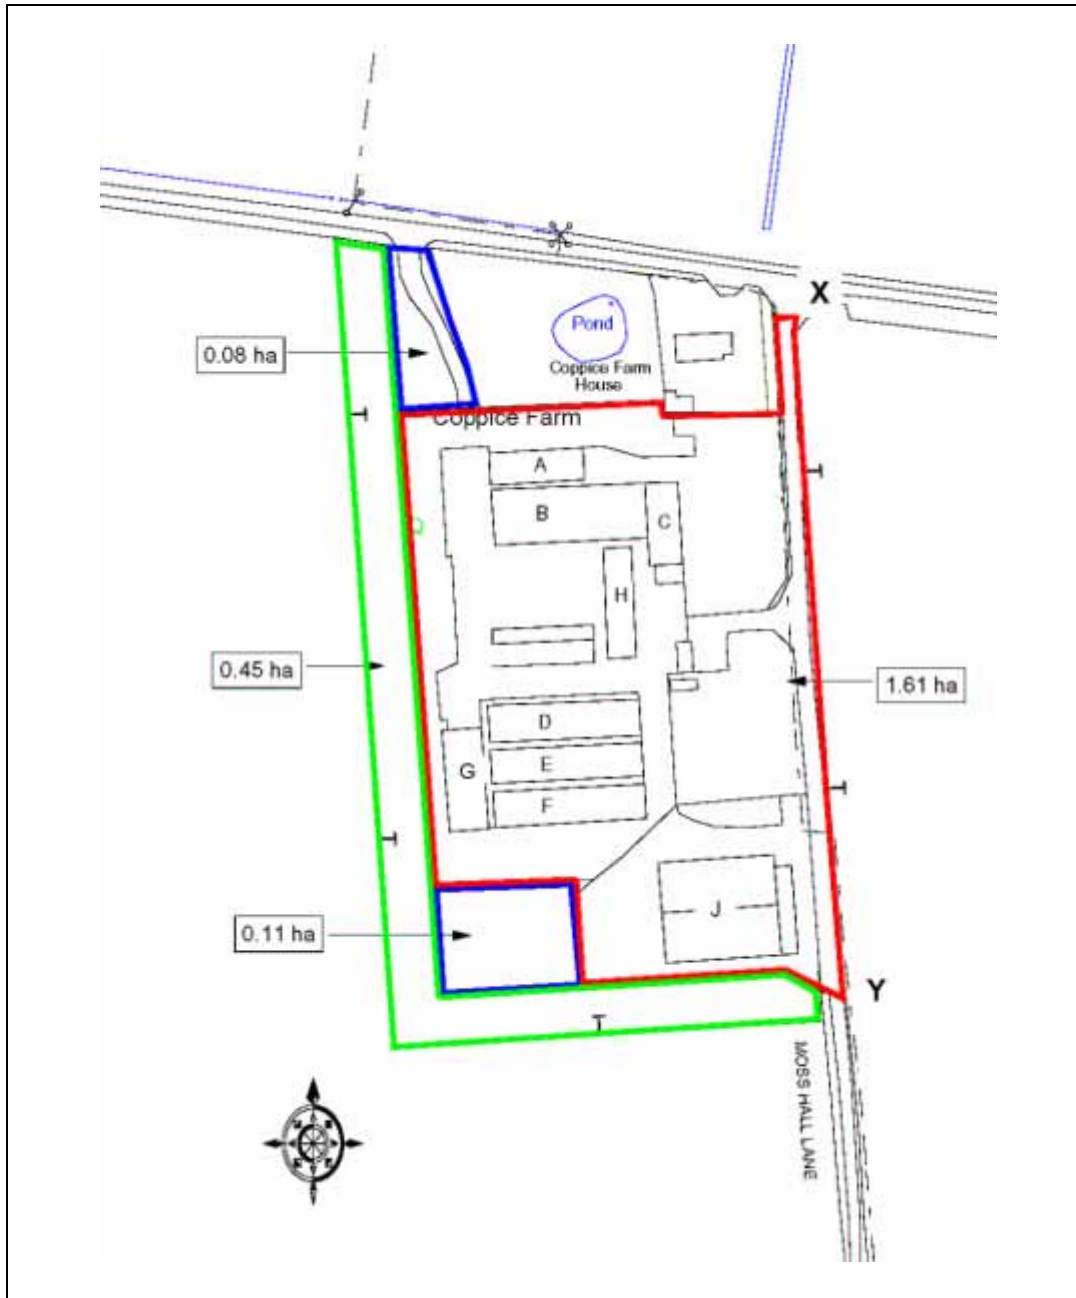 X
Pond
0.08 ha
Coppice Farm
House
Coppice Farm
A
B
C
H
0.45 ha
1.61 ha
D
G
E
F
J
0.11 ha
Y
MOSS HALL LANE